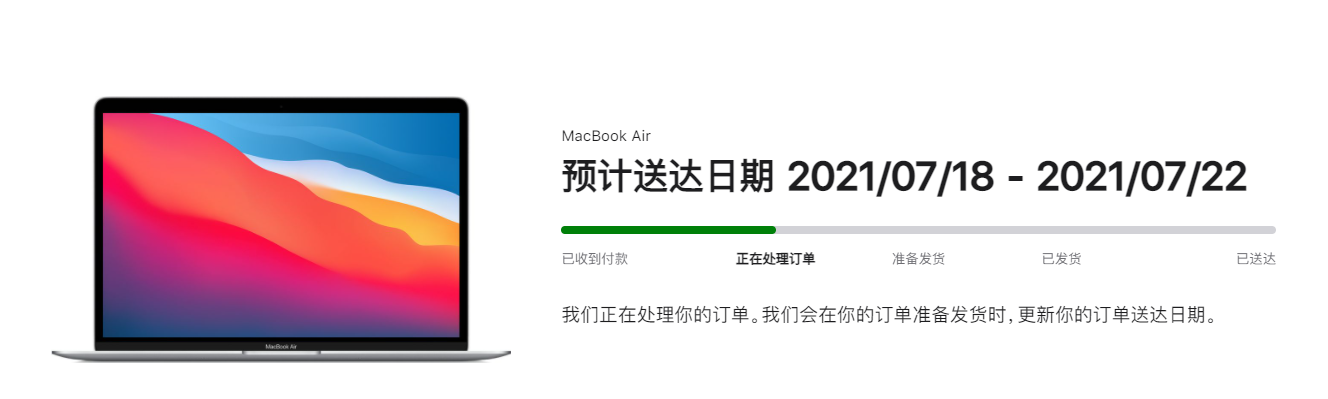 MacBook Air
MacBook Air
预计送达日期 2021/07/18 - 2021/07/22
已收到付款 正在处理订单 准备发货 已发货 已送达
我们正在处理你的订单。我们会在你的订单准备发货时，更新你的订单送达日期。